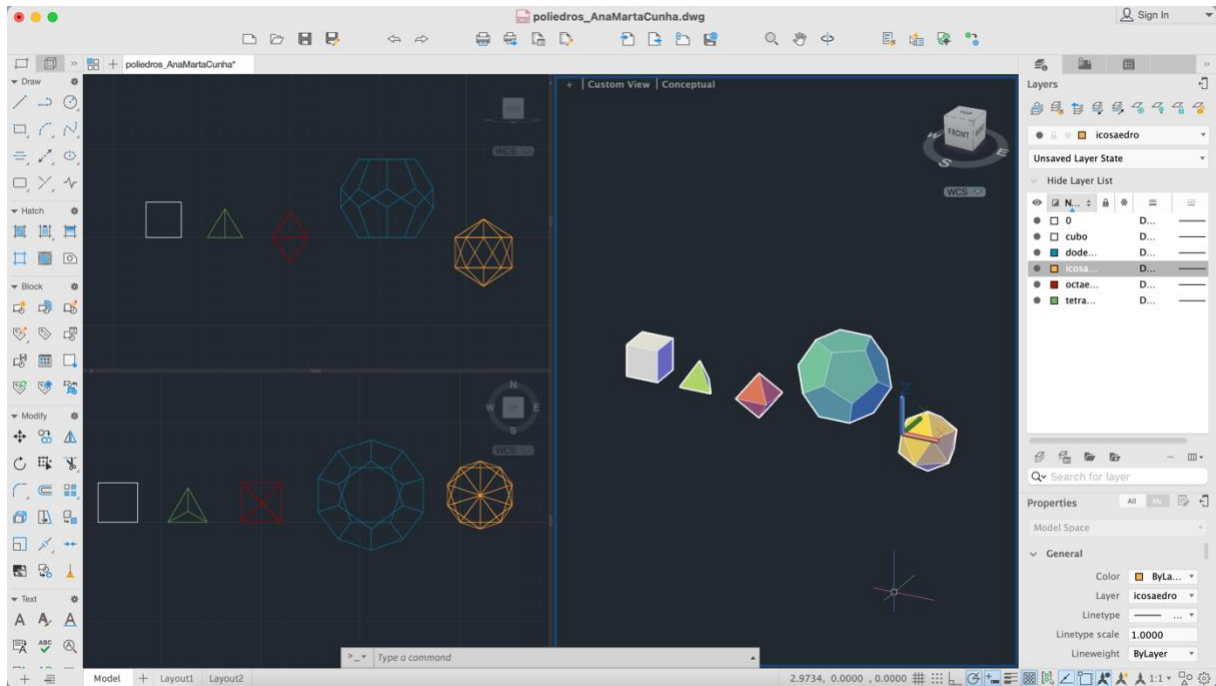 poliedros_AnaMartaCunha.dwg
Sign In
poliedros_AnaMartaCunha*
Draw
Hatch
Block
Modify
Text
WCS
N
W
E
S
WCS
+ | Custom View | Conceptual
FRONT
W
S
E
WCS
Z
Layers
icosaedro
Unsaved Layer State
Hide Layer List
N...
0 D...
cubo D...
dode... D...
icosa... D...
octae... D...
tetra... D...
Search for layer
Properties All My
Model Space
General
Color ByLa...
Layer icosaedro
Linetype ...
Linetype scale 1.0000
Lineweight ByLayer
A A A
ABC
>_ Type a command
Model + Layout1 Layout2
2.9734, 0.0000 , 0.0000
1:1